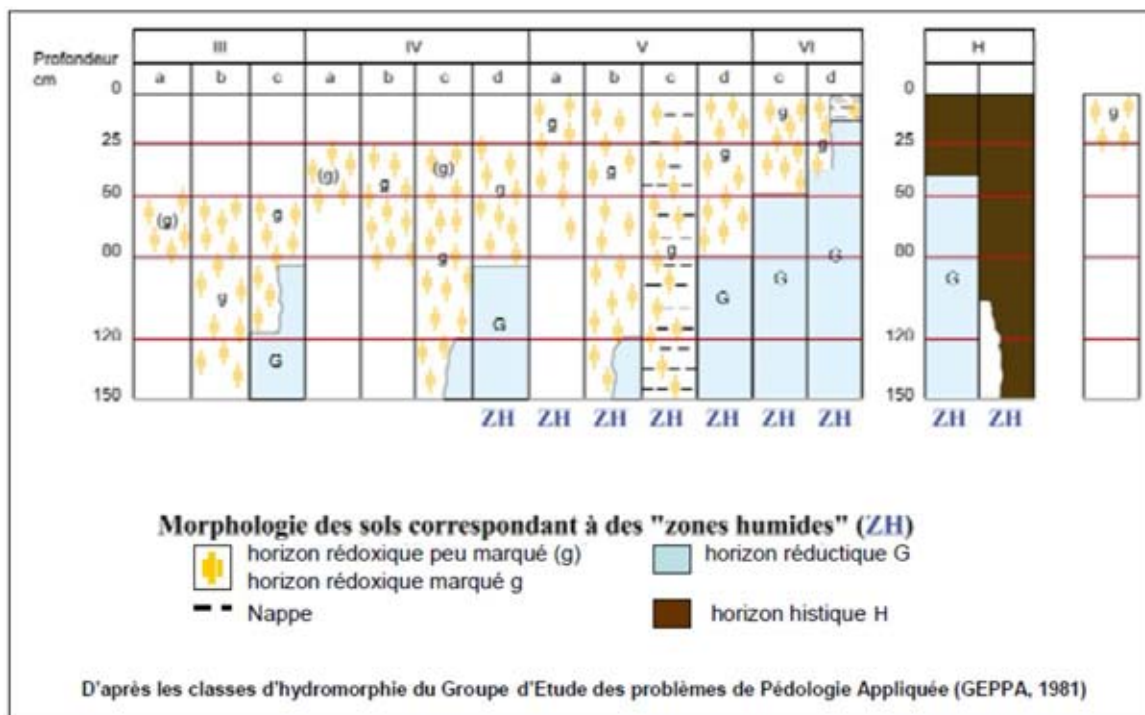 III IV V VI H
Profondeur
cm
a b c a b c d a b c d c d
0 0
25 25
50 50
80 80
120 120
150 150
g g g g g g
(g) g (g) g g
(g) g g
g g g
g G G G G G
G
ZH ZH ZH ZH ZH ZH ZH ZH ZH
Morphologie des sols correspondant à des "zones humides" (ZH)
horizon rédoxique peu marqué (g) horizon réductique G
horizon rédoxique marqué g
Nappe horizon histique H
D'après les classes d'hydromorphie du Groupe d'Etude des problèmes de Pédologie Appliquée (GEPPA, 1981)